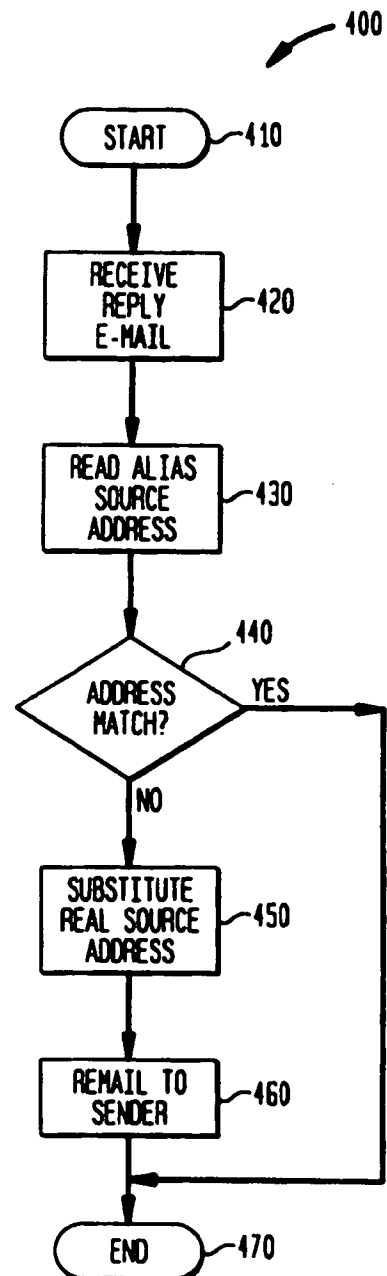 400
START
410
RECEIVE
REPLY
E-MAIL
420
READ ALIAS
SOURCE
ADDRESS
430
440
ADDRESS
MATCH?
YES
NO
SUBSTITUTE
REAL SOURCE
ADDRESS
450
REMAIL TO
SENDER
460
END
470